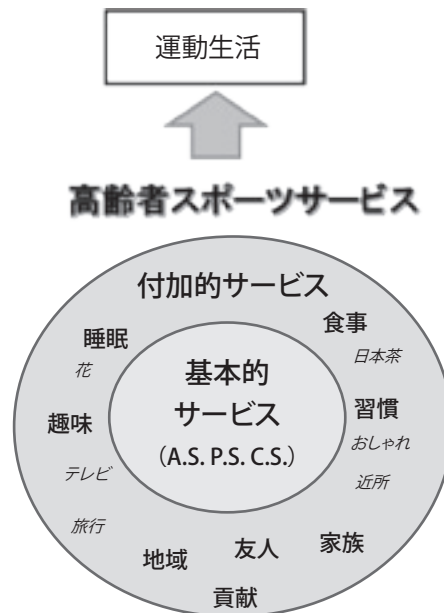 運動生活
高齢者スポーツサービス
付加的サービス
睡眠
食事
花
日本茶
基本的
サービス
(A.S. P.S. C.S.)
趣味
習慣
おしゃれ
テレビ
近所
旅行
地域
友人
家族
貢献